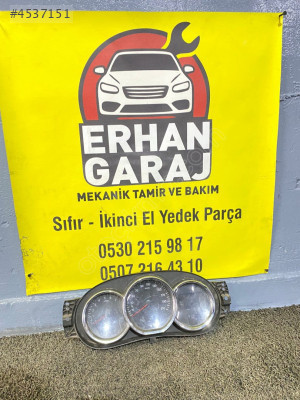 #4537151
ERHAN
GARAJ
MEKANİK TAMİR VE BAKIM
Sıfır - İkinci El Yedek Parça
0530 215 98 17
0507 216 43 10